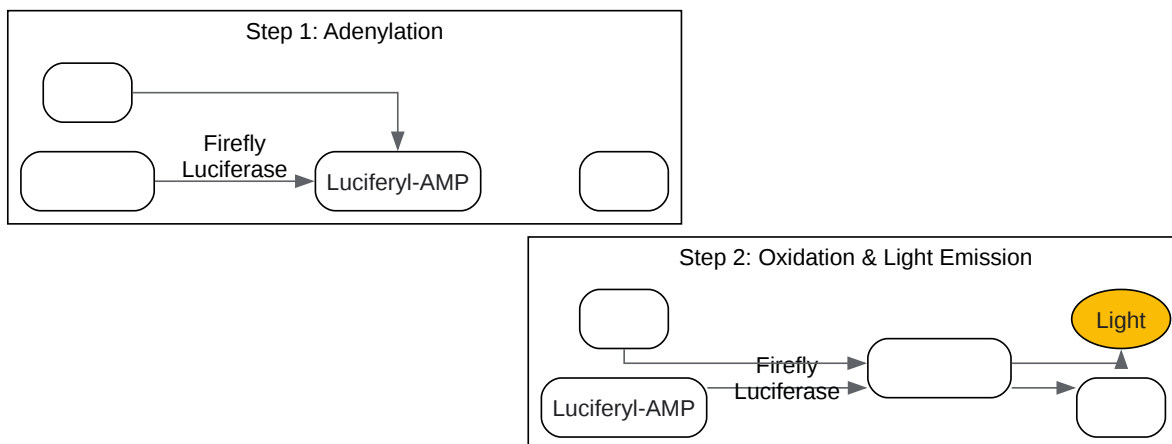 Step 1: Adenylation
Firefly
Luciferase
Luciferyl-AMP
Step 2: Oxidation & Light Emission
Light
Firefly
Luciferase
Luciferyl-AMP